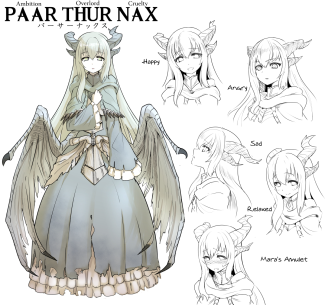 Ambition Overlord Cruelty
PAAR THUR NAX
パーサーナックス
Happy
Angry
Sad
Relaxed
Mara's Amulet